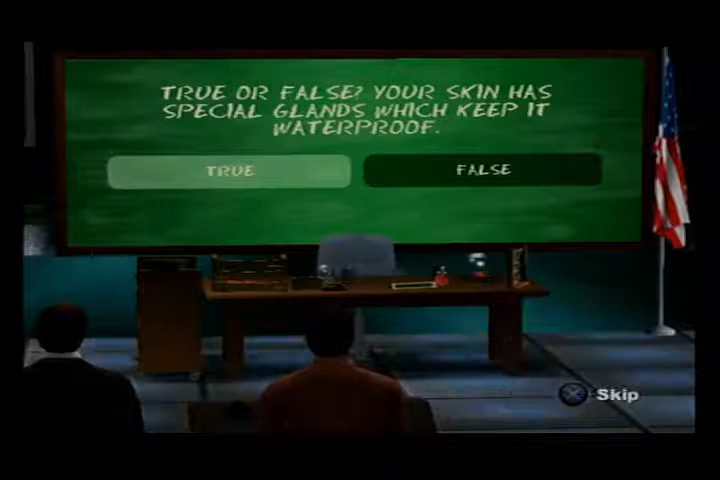 TRUE OR FALSE? YOUR SKIN HAS
SPECIAL GLANDS WHICH KEEP IT
WATERPROOF.
TRUE
FALSE
Skip